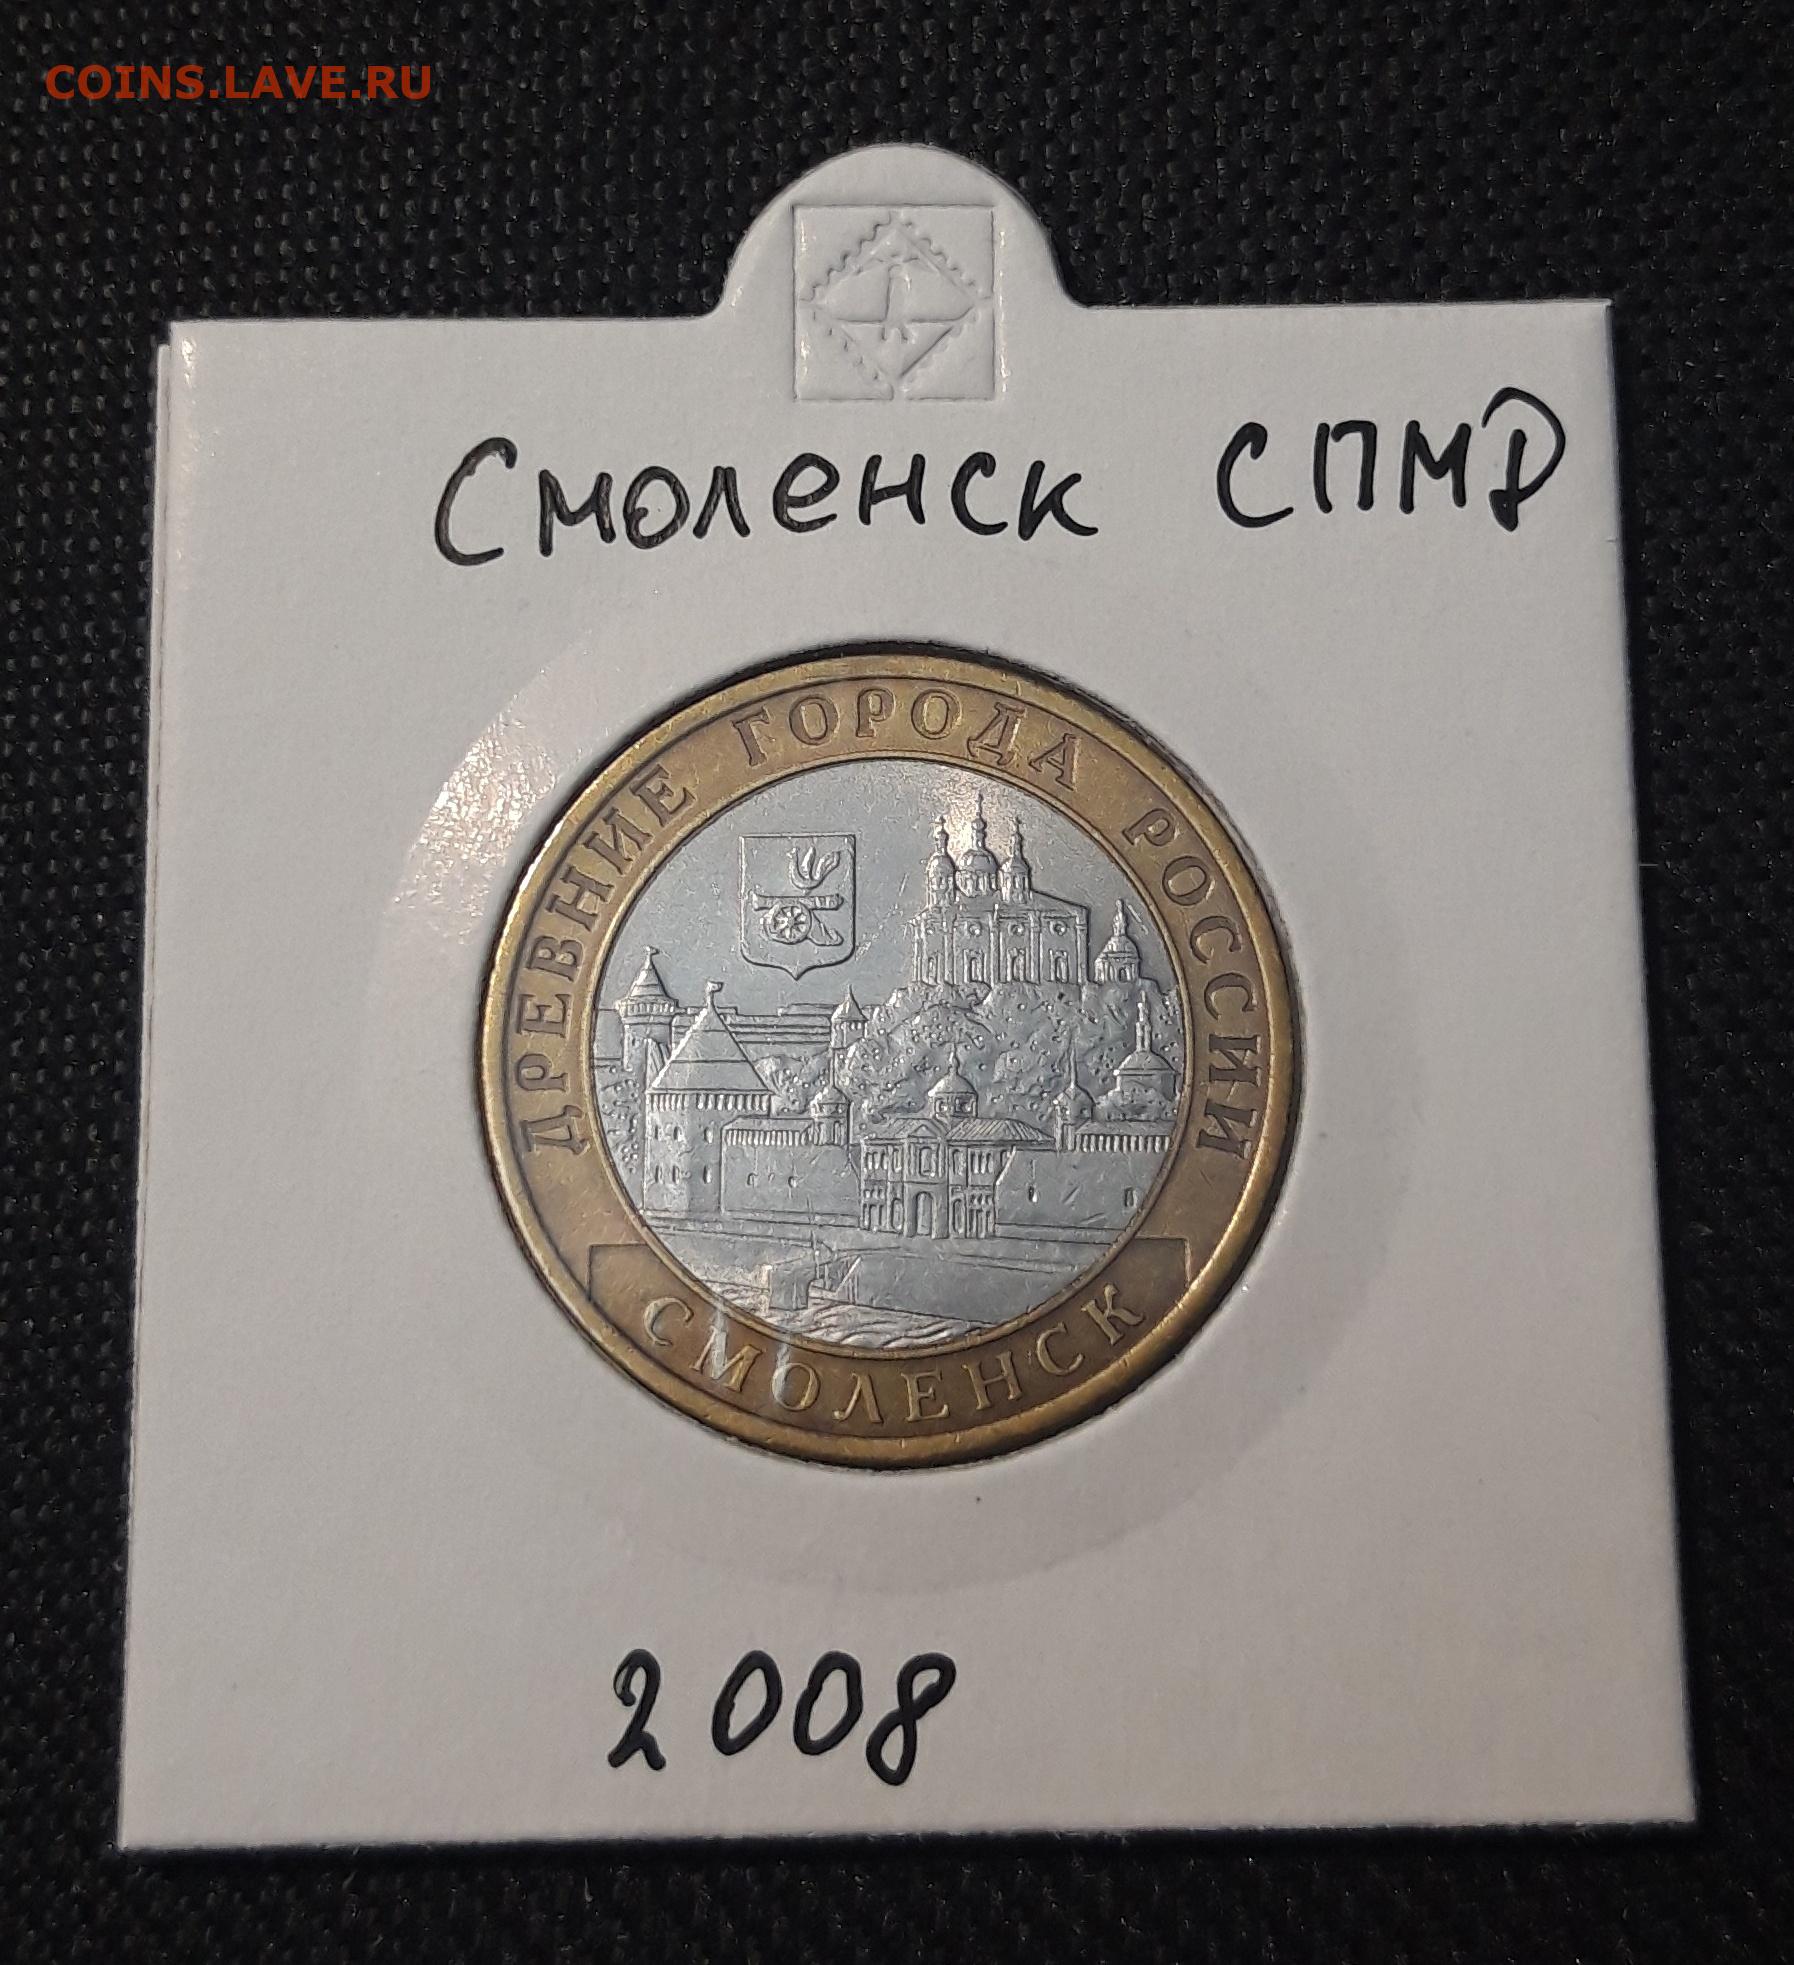 COINS.LAVE.RU
Смоленск СПМД
ДРЕВНИЕ ГОРОДА РОССИИ
СМОЛЕНСК
2008